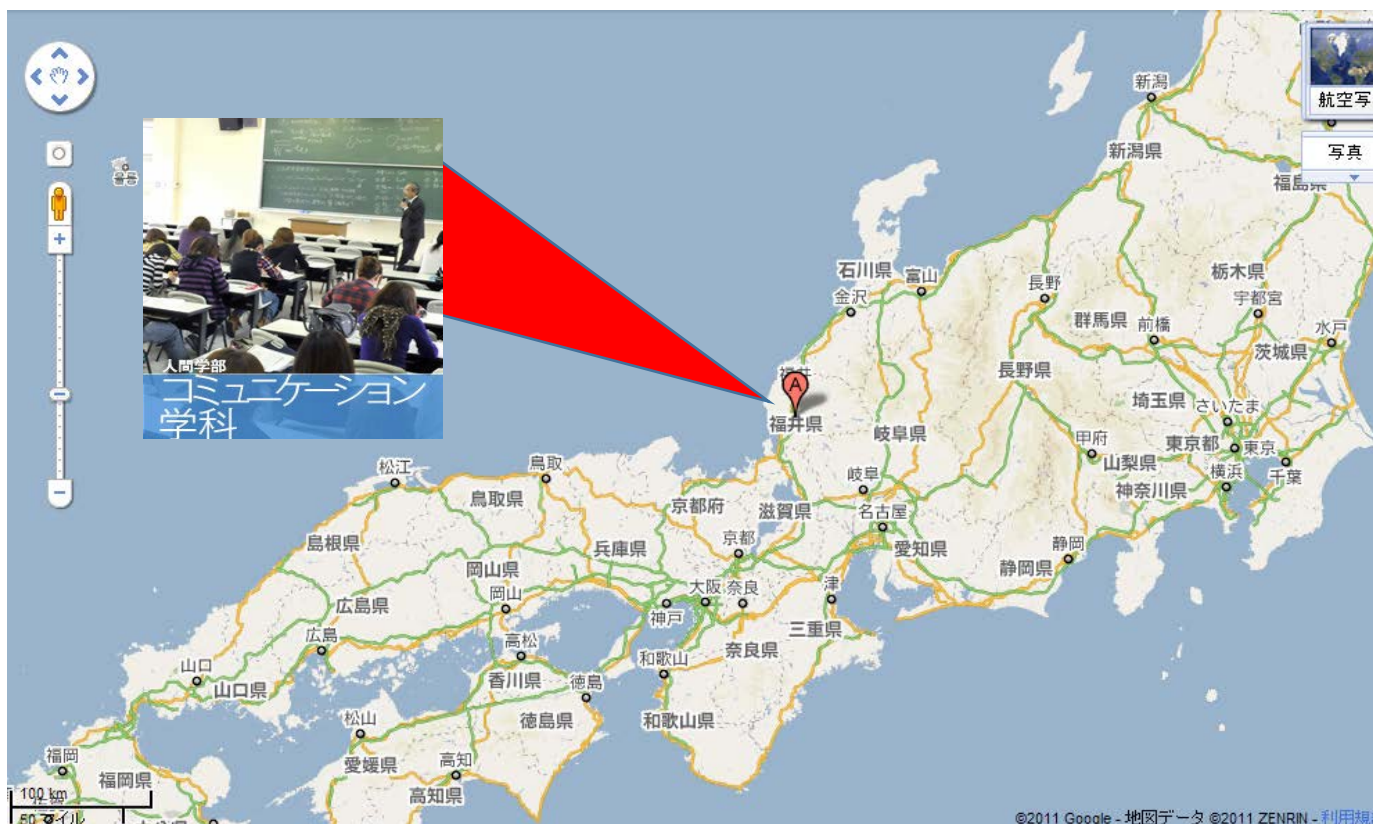 新潟
航空写
新潟県
写真
울릉
福島県
石川県
富山
長野
栃木県
金沢
宇都宮
群馬県
前橋
水戸
茨城県
人間学部
コミュニケーション
学科
長野県
福井
A
福井県
埼玉県
さいたま
岐阜県
甲府
東京都
東京
山梨県
松江
鳥取
岐阜
横浜
千葉
神奈川県
鳥取県
京都府
滋賀県
名古屋
島根県
兵庫県
京都
愛知県
静岡
岡山県
静岡県
広島県
岡山
大阪
奈良
津
神戸
三重県
広島
高松
奈良県
和歌山
山口
香川県
徳島
山口県
松山
徳島県
和歌山県
福岡
愛媛県
高知
福岡県
高知県
100 km
50 マイル
©2011 Google - 地図データ ©2011 ZENRIN - 利用規